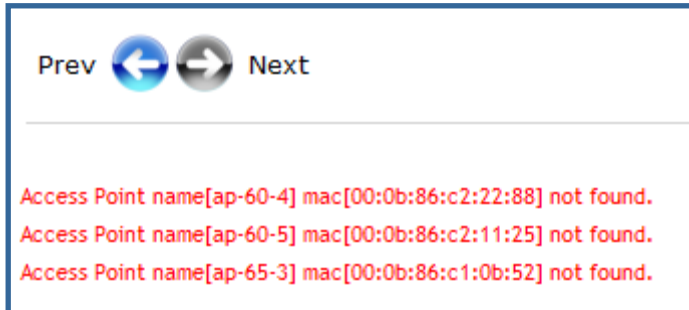 Prev Next
Access Point name[ap-60-4] mac[00:0b:86:c2:22:88] not found.
Access Point name[ap-60-5] mac[00:0b:86:c2:11:25] not found.
Access Point name[ap-65-3] mac[00:0b:86:c1:0b:52] not found.